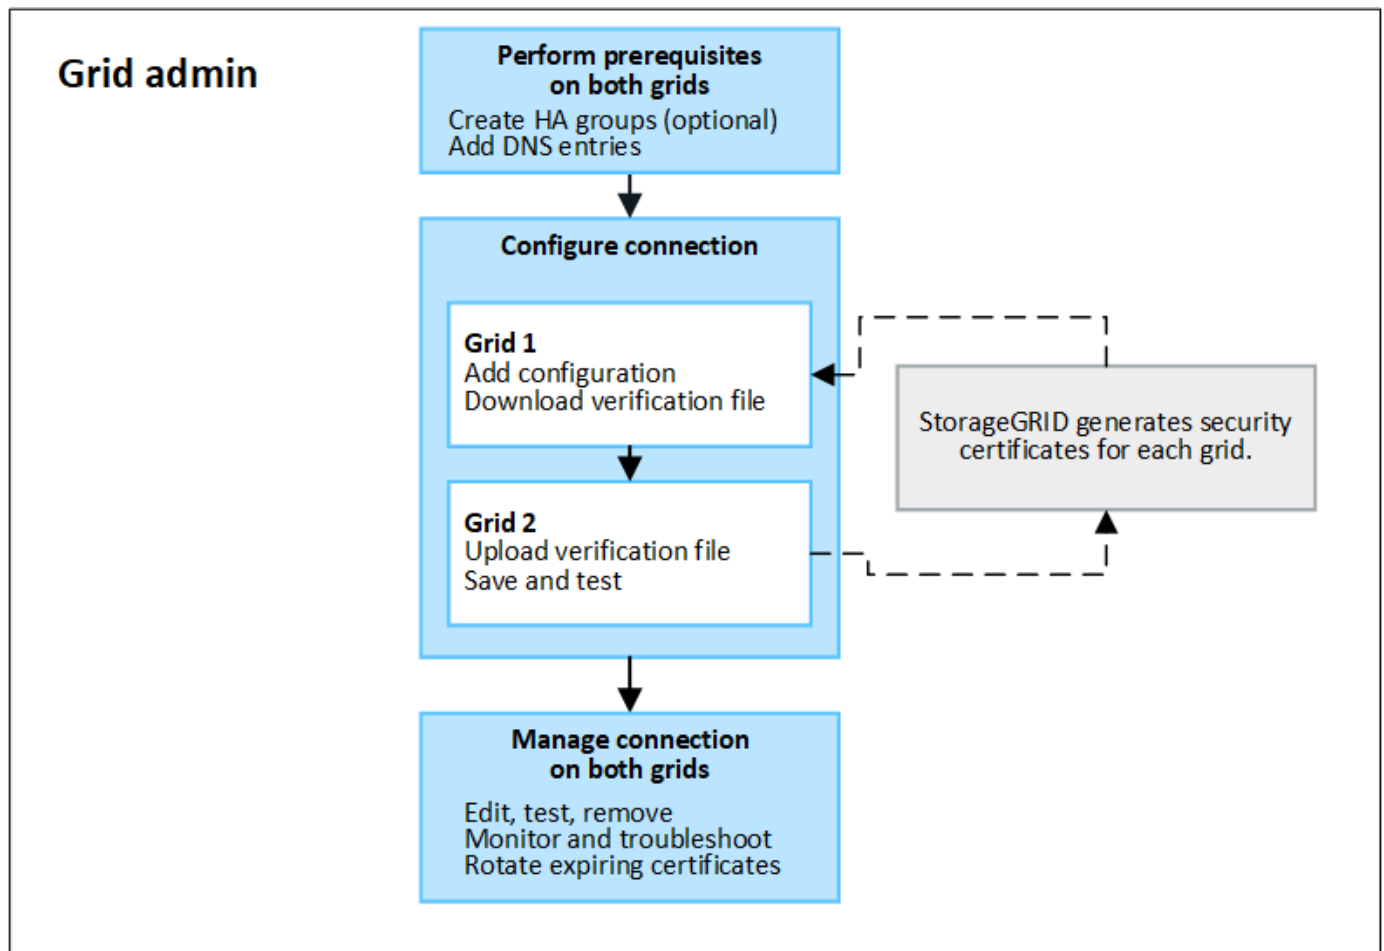 Grid admin
Perform prerequisites
on both grids
Create HA groups (optional)
Add DNS entries
Configure connection
Grid 1
Add configuration
Download verification file
StorageGRID generates security
certificates for each grid.
Grid 2
Upload verification file
Save and test
Manage connection
on both grids
Edit, test, remove
Monitor and troubleshoot
Rotate expiring certificates